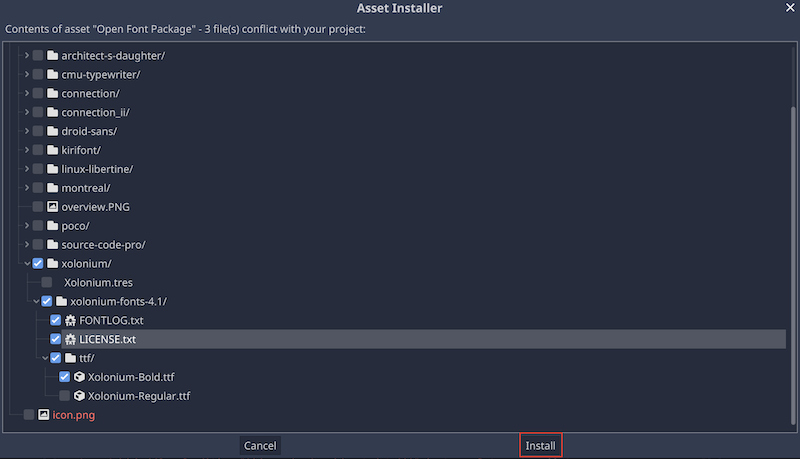 Asset Installer
Contents of asset "Open Font Package" - 3 file(s) conflict with your project:
architect-s-daughter/
cmu-typewriter/
connection/
connection_ii/
droid-sans/
kirifont/
linux-libertine/
montreal/
overview.PNG
poco/
source-code-pro/
xolonium/
Xolonium.tres
xolonium-fonts-4.1/
FONTLOG.txt
LICENSE.txt
ttf/
Xolonium-Bold.ttf
Xolonium-Regular.ttf
icon.png
Cancel Install